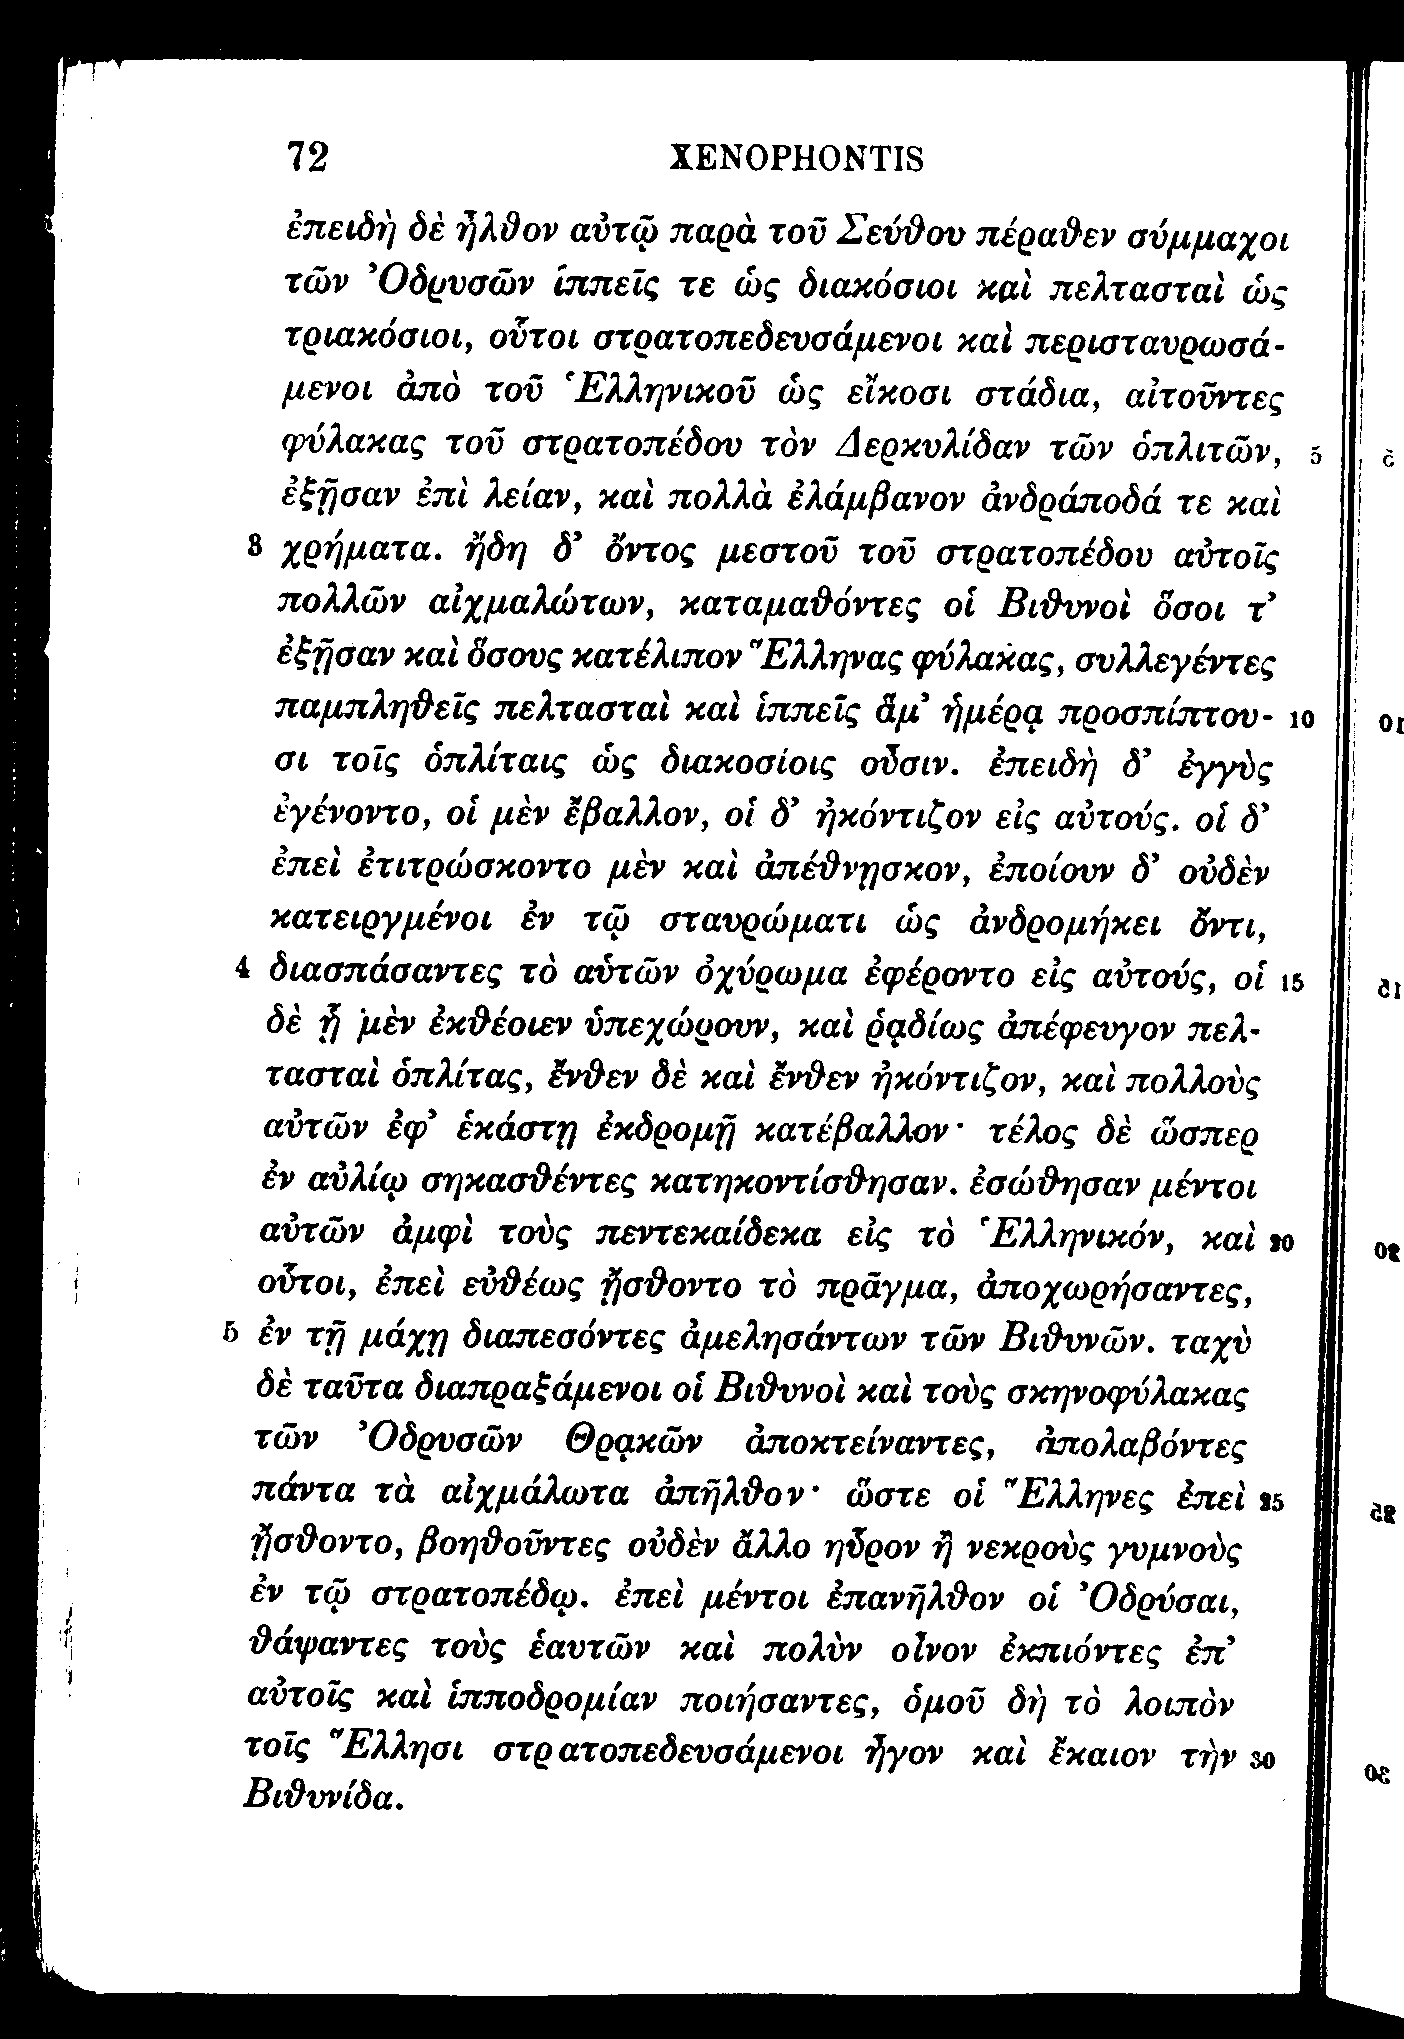 72 XENOPHONTIS
ἐπειδὴ δὲ ἦλθον αὐτῷ παρὰ τοῦ Σεύθου πέραθεν σύμμαχοι
τῶν Ὀδρυσῶν ἱππεῖς τε ὡς διακόσιοι καὶ πελτασταὶ ὡς
τριακόσιοι, οὗτοι στρατοπεδευσάμενοι καὶ περισταυρωσά-
μενοι ἀπὸ τοῦ Ἑλληνικοῦ ὡς εἴκοσι στάδια, αἰτοῦντες
φύλακας τοῦ στρατοπέδου τὸν Δερκυλίδαν τῶν ὁπλιτῶν, 5
ἐξῇσαν ἐπὶ λείαν, καὶ πολλὰ ἐλάμβανον ἀνδράποδά τε καὶ
3 χρήματα. ἤδη δ’ ὄντος μεστοῦ τοῦ στρατοπέδου αὐτοῖς
πολλῶν αἰχμαλώτων, καταμαθόντες οἱ Βιθυνοὶ ὅσοι τ’
ἐξῇσαν καὶ ὅσους κατέλιπον Ἕλληνας φύλακας, συλλεγέντες
παμπληθεῖς πελτασταὶ καὶ ἱππεῖς ἅμ’ ἡμέρᾳ προσπίπτου- 10
σι τοῖς ὁπλίταις ὡς διακοσίοις οὖσιν. ἐπειδὴ δ’ ἐγγὺς
ἐγένοντο, οἱ μὲν ἔβαλλον, οἱ δ’ ἠκόντιζον εἰς αὐτούς. οἱ δ’
ἐπεὶ ἐτιτρώσκοντο μὲν καὶ ἀπέθνῃσκον, ἐποίουν δ’ οὐδὲν
κατειργμένοι ἐν τῷ σταυρώματι ὡς ἀνδρομήκει ὄντι,
4 διασπάσαντες τὸ αὑτῶν ὀχύρωμα ἐφέροντο εἰς αὐτούς, οἱ 15
δὲ ᾗ μὲν ἐκθέοιεν ὑπεχώρουν, καὶ ῥᾳδίως ἀπέφευγον πελ-
τασταὶ ὁπλίτας, ἔνθεν δὲ καὶ ἔνθεν ἠκόντιζον, καὶ πολλοὺς
αὐτῶν ἐφ’ ἑκάστῃ ἐκδρομῇ κατέβαλλον· τέλος δὲ ὥσπερ
ἐν αὐλίῳ σηκασθέντες κατηκοντίσθησαν. ἐσώθησαν μέντοι
αὐτῶν ἀμφὶ τοὺς πεντεκαίδεκα εἰς τὸ Ἑλληνικόν, καὶ 20
οὗτοι, ἐπεὶ εὐθέως ᾔσθοντο τὸ πρᾶγμα, ἀποχωρήσαντες,
5 ἐν τῇ μάχῃ διαπεσόντες ἀμελησάντων τῶν Βιθυνῶν. ταχὺ
δὲ ταῦτα διαπραξάμενοι οἱ Βιθυνοὶ καὶ τοὺς σκηνοφύλακας
τῶν Ὀδρυσῶν Θρᾳκῶν ἀποκτείναντες, ἀπολαβόντες
πάντα τὰ αἰχμάλωτα ἀπῆλθον· ὥστε οἱ Ἕλληνες ἐπεὶ 25
ᾔσθοντο, βοηθοῦντες οὐδὲν ἄλλο ηὗρον ἢ νεκροὺς γυμνοὺς
ἐν τῷ στρατοπέδῳ. ἐπεὶ μέντοι ἐπανῆλθον οἱ Ὀδρύσαι,
θάψαντες τοὺς ἑαυτῶν καὶ πολὺν οἶνον ἐκπιόντες ἐπ’
αὐτοῖς καὶ ἱπποδρομίαν ποιήσαντες, ὁμοῦ δὴ τὸ λοιπὸν
τοῖς Ἕλλησι στρατοπεδευσάμενοι ἦγον καὶ ἔκαιον τὴν 30
Βιθυνίδα.